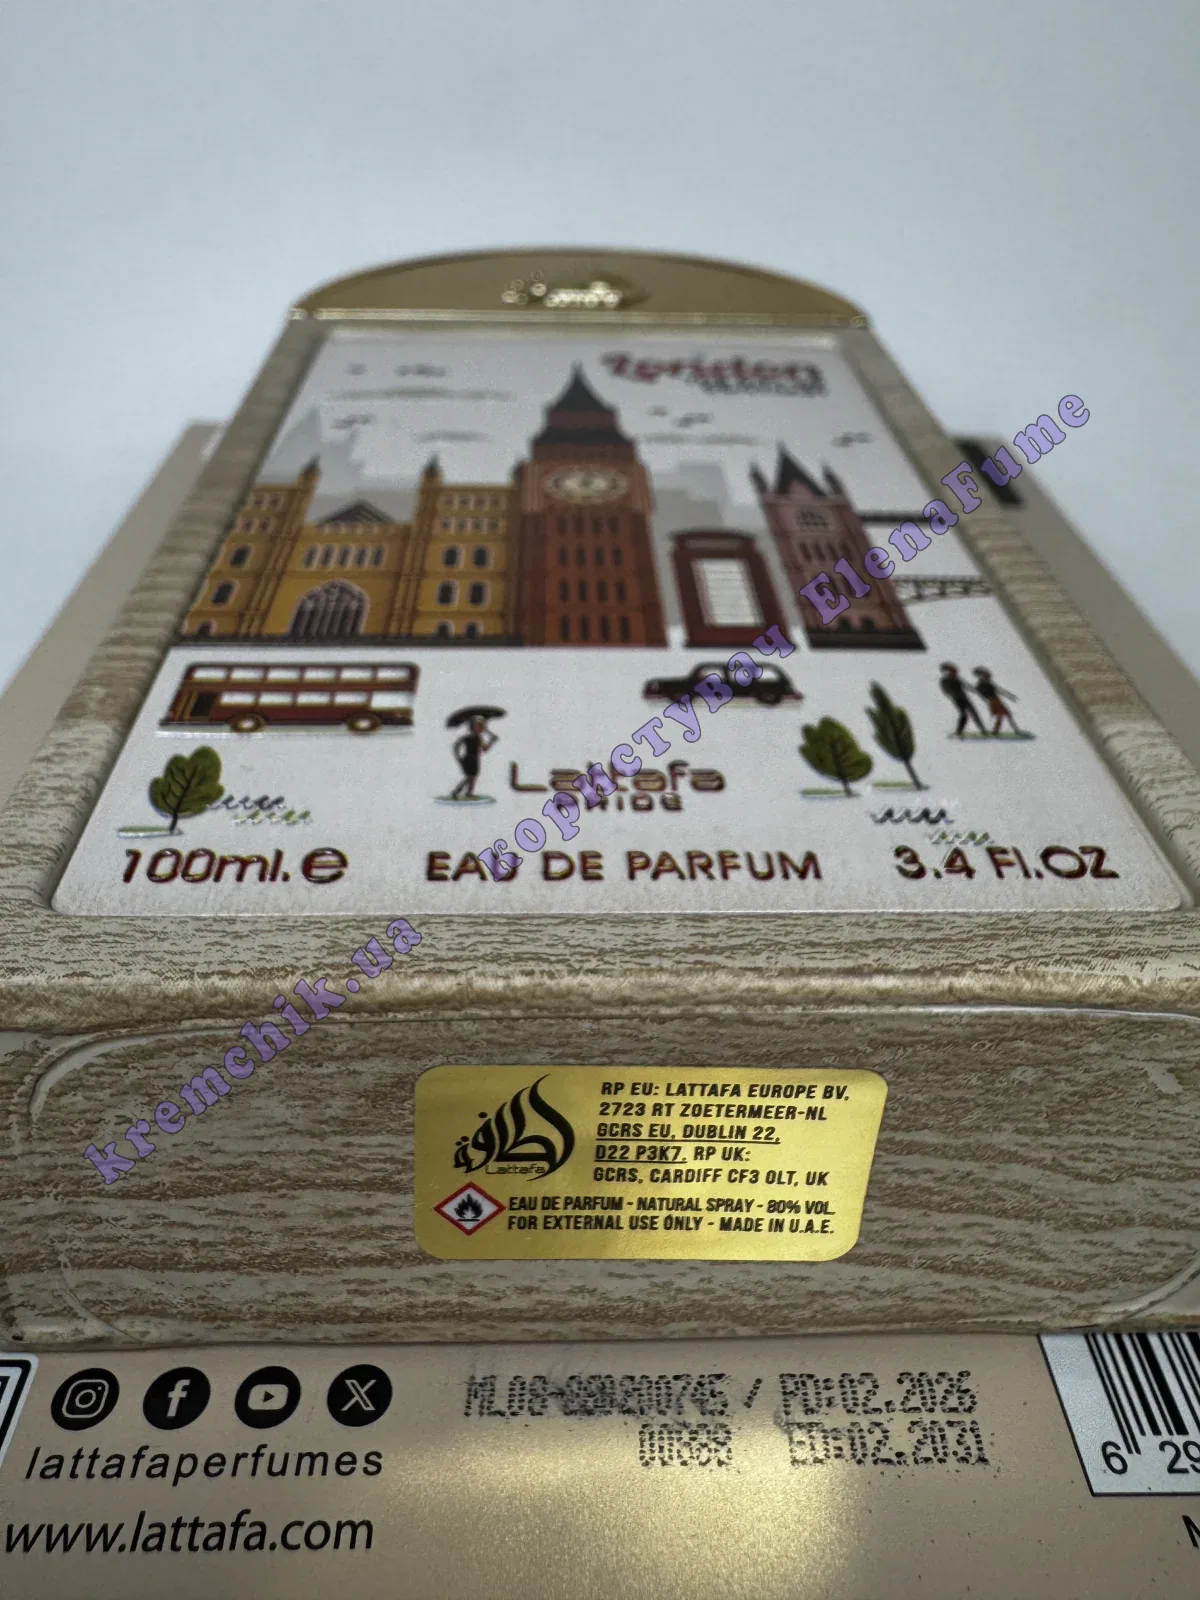 London
100ml. e
EAU DE PARFUM
3.4 Fl.OZ
Lattafa
PRIDE
користувач ElenaFume
kremchik.ua
لطافة
Lattafa
RP EU: LATTAFA EUROPE BV,
2723 RT ZOETERMEER-NL
GCRS EU, DUBLIN 22,
D22 P3K7. RP UK:
GCRS, CARDIFF CF3 0LT, UK
EAU DE PARFUM - NATURAL SPRAY - 80% VOL.
FOR EXTERNAL USE ONLY - MADE IN U.A.E.
lattafaperfumes
www.lattafa.com
PD:02.2026
ED:02.2031
6 29